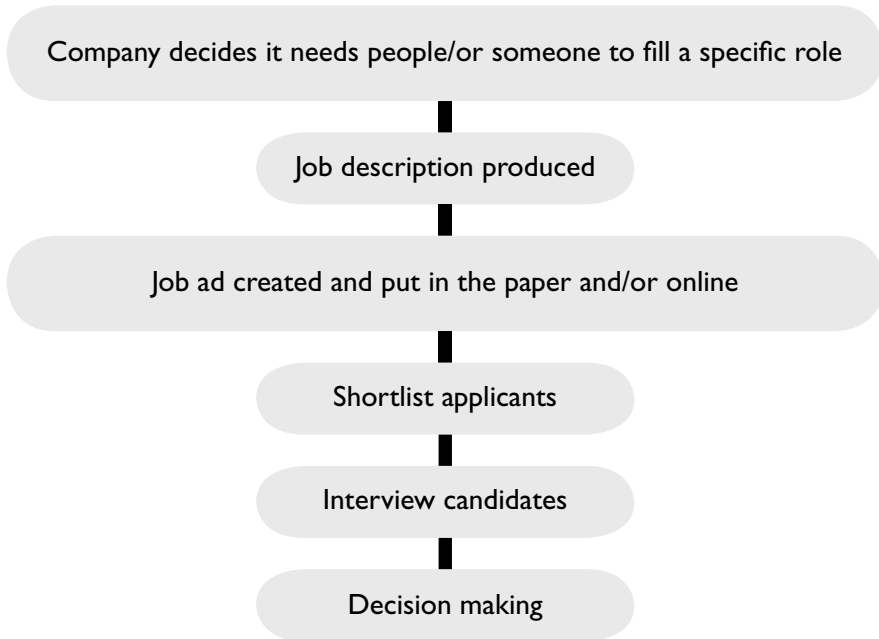 Company decides it needs people/or someone to fill a specific role
Job description produced
Job ad created and put in the paper and/or online
Shortlist applicants
Interview candidates
Decision making